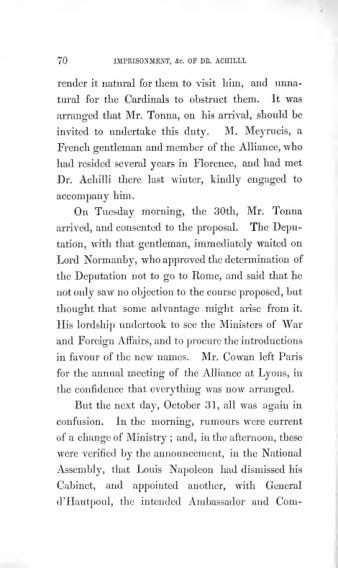 70 IMPRISONMENT, &c. OF DR. ACHILLI.
render it natural for them to visit him, and unna-
tural for the Cardinals to obstruct them. It was
arranged that Mr. Tonna, on his arrival, should be
invited to undertake this duty. M. Meyrueis, a
French gentleman and member of the Alliance, who
had resided several years in Florence, and had met
Dr. Achilli there last winter, kindly engaged to
accompany him.
On Tuesday morning, the 30th, Mr. Tonna
arrived, and consented to the proposal. The Depu-
tation, with that gentleman, immediately waited on
Lord Normanby, who approved the determination of
the Deputation not to go to Rome, and said that he
not only saw no objection to the course proposed, but
thought that some advantage might arise from it.
His lordship undertook to see the Ministers of War
and Foreign Affairs, and to procure the introductions
in favour of the new names. Mr. Cowan left Paris
for the annual meeting of the Alliance at Lyons, in
the confidence that everything was now arranged.
But the next day, October 31, all was again in
confusion. In the morning, rumours were current
of a change of Ministry ; and, in the afternoon, these
were verified by the announcement, in the National
Assembly, that Louis Napoleon had dismissed his
Cabinet, and appointed another, with General
d'Hautpoul, the intended Ambassador and Com-